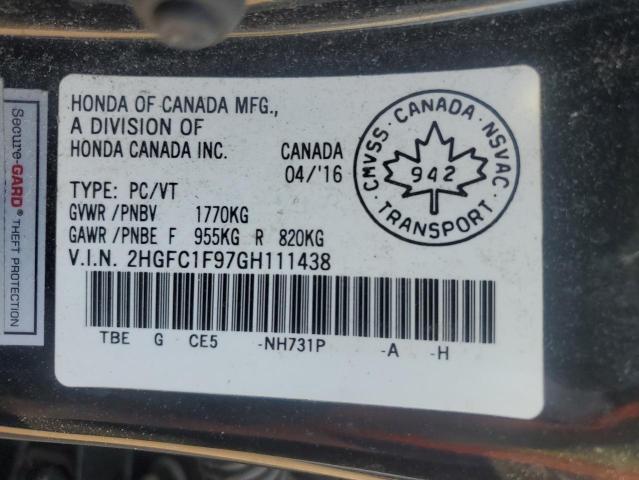 HONDA OF CANADA MFG.,
A DIVISION OF
HONDA CANADA INC. CANADA
04/'16
TYPE: PC/VT
GVWR /PNBV 1770KG
GAWR /PNBE F 955KG R 820KG
V.I.N. 2HGFC1F97GH111438
TBE G CE5 -NH731P -A -H
CMVSS · CANADA · NSVAC
942
TRANSPORT
Secure-GARD® THEFT PROTECTION